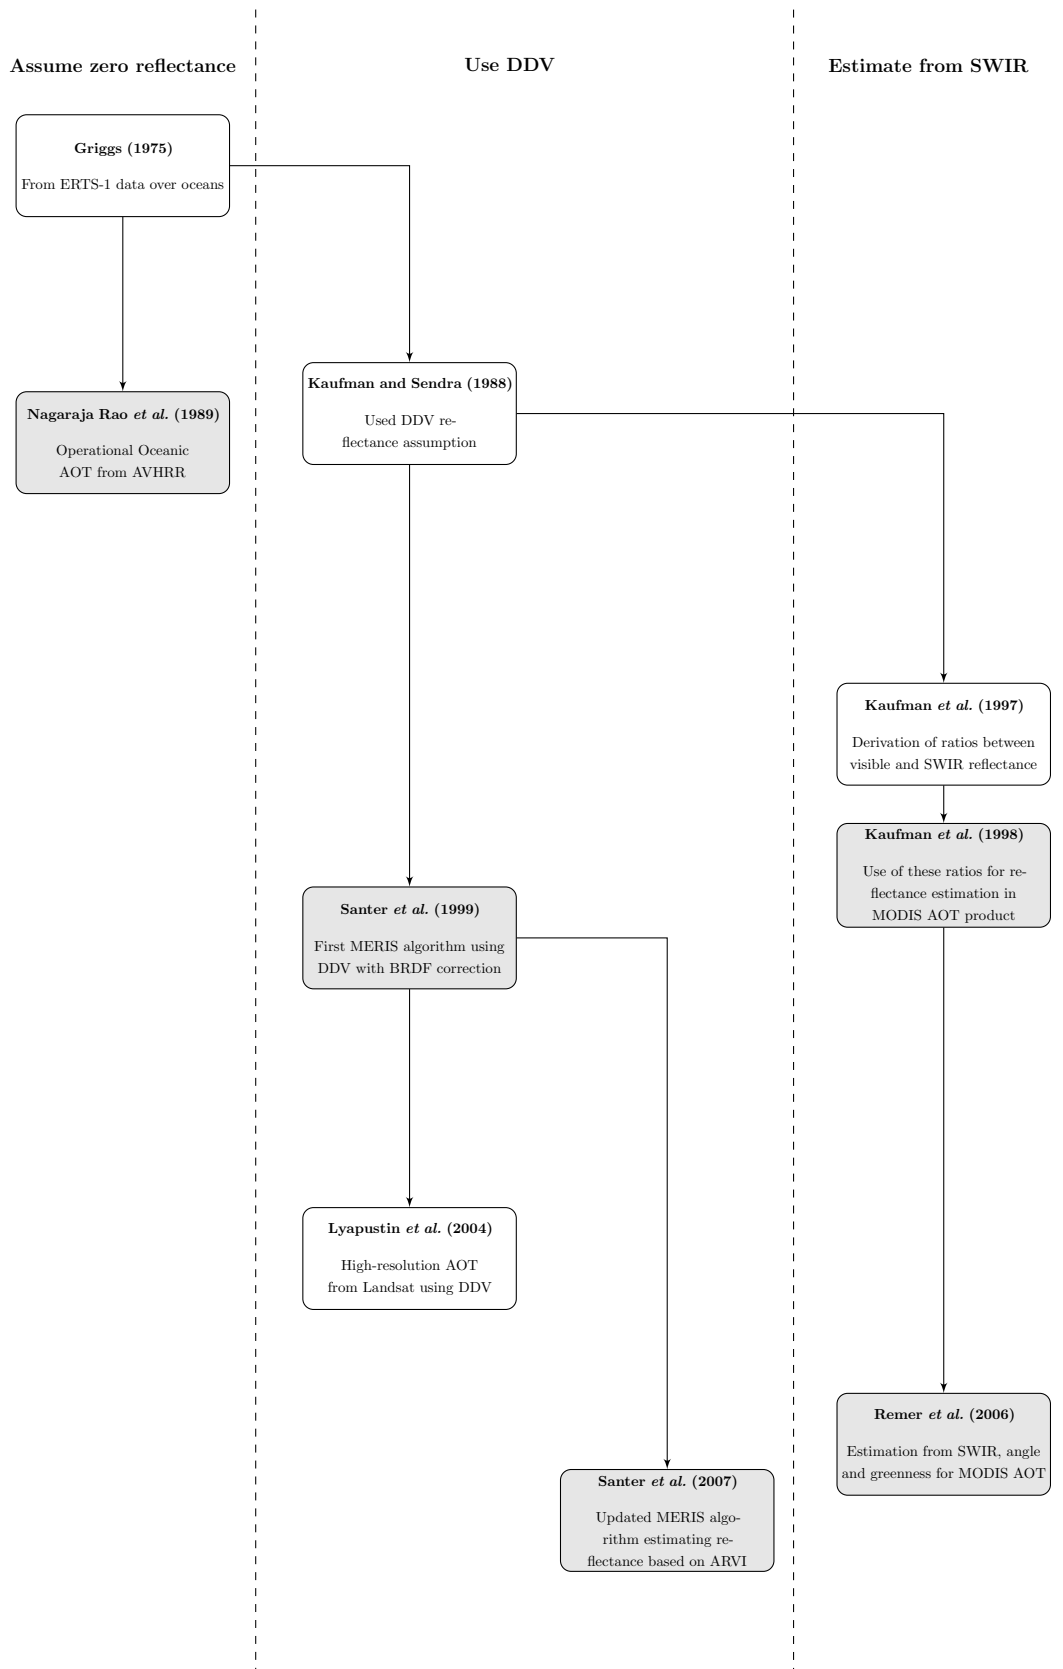 Assume zero reflectance
Use DDV
Estimate from SWIR
Griggs (1975)
From ERTS-1 data over oceans
Kaufman and Sendra (1988)
Used DDV re-
flectance assumption
Nagaraja Rao et al. (1989)
Operational Oceanic
AOT from AVHRR
Kaufman et al. (1997)
Derivation of ratios between
visible and SWIR reflectance
Kaufman et al. (1998)
Use of these ratios for re-
flectance estimation in
MODIS AOT product
Santer et al. (1999)
First MERIS algorithm using
DDV with BRDF correction
Lyapustin et al. (2004)
High-resolution AOT
from Landsat using DDV
Remer et al. (2006)
Estimation from SWIR, angle
and greenness for MODIS AOT
Santer et al. (2007)
Updated MERIS algo-
rithm estimating re-
flectance based on ARVI